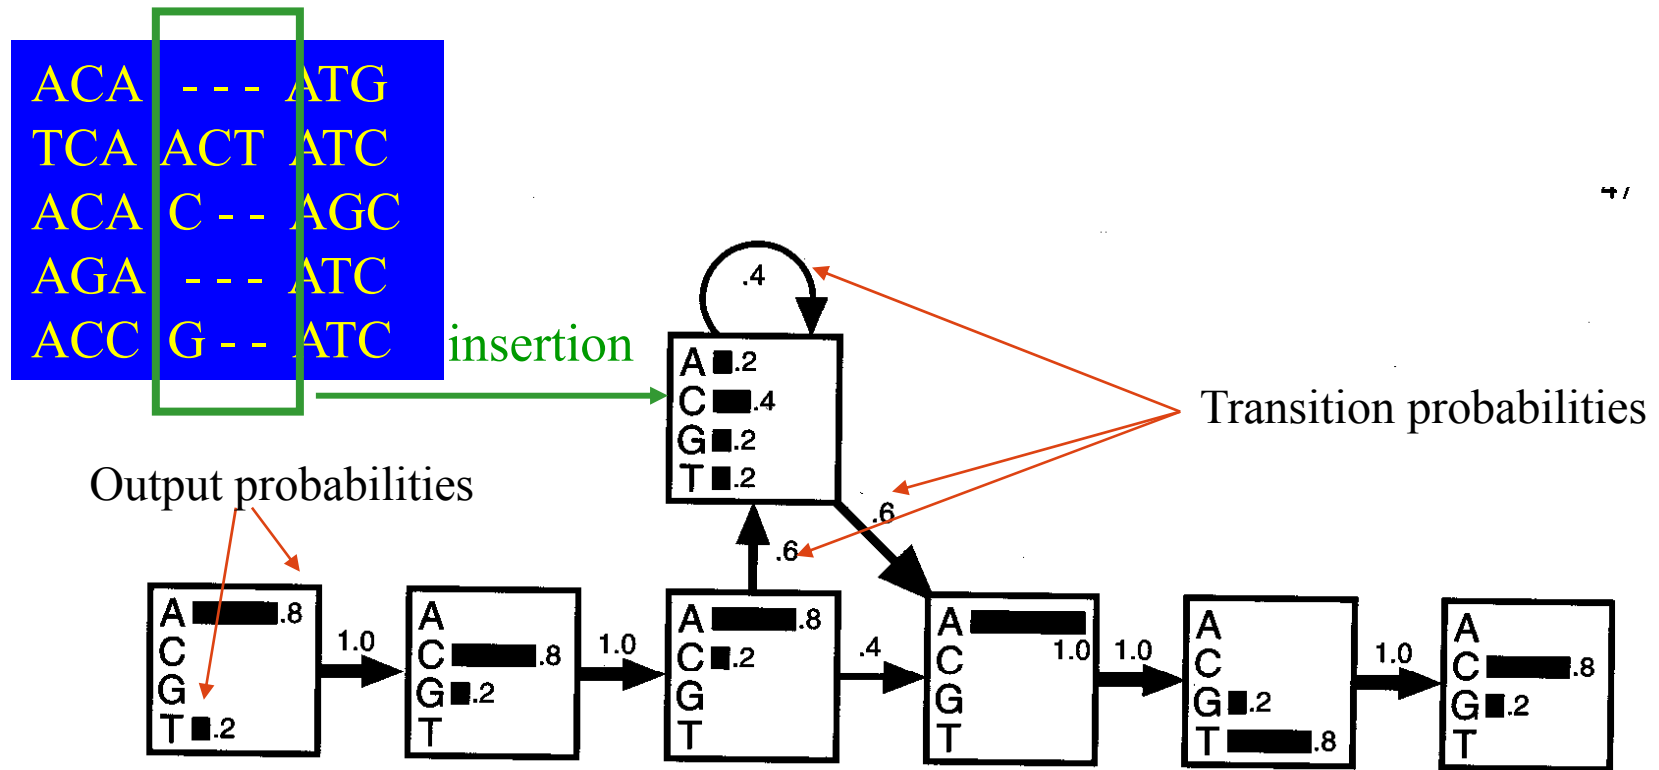 ACA - - - ATG
TCA ACT ATC
ACA C - - AGC
AGA - - - ATC
ACC G - - ATC
insertion
Output probabilities
Transition probabilities
.4
A .2
C .4
G .2
T .2
.6
.6
A .8
C
G
T .2
1.0
A
C .8
G .2
T
1.0
A .8
C .2
G
T
.4
A 1.0
C
G
T
1.0
A
C
G .2
T .8
1.0
A
C .8
G .2
T